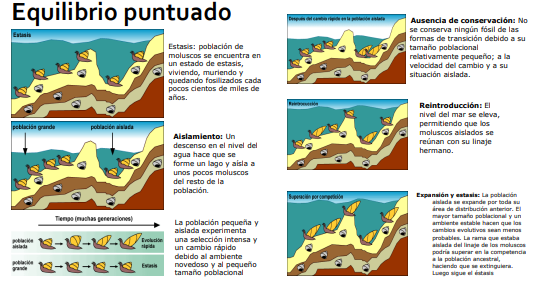 Equilibrio puntuado
Estasis
Estasis: población de
moluscos se encuentra en
un estado de estasis,
viviendo, muriendo y
quedando fosilizados cada
pocos cientos de miles de
años.
población grande
población aislada
Aislamiento: Un
descenso en el nivel del
agua hace que se
forme un lago y aísla a
unos pocos moluscos
del resto de la
población.
Tiempo (muchas generaciones)
población
aislada
Evolución
rápida
población
grande
Estasis
La población pequeña y
aislada experimenta
una selección intensa y
un cambio rápido
debido al ambiente
novedoso y al pequeño
tamaño poblacional
Después del cambio rápido en la población aislada
Ausencia de conservación: No
se conserva ningún fósil de las
formas de transición debido a su
tamaño poblacional
relativamente pequeño; a la
velocidad del cambio y a su
situación aislada.
Reintroducción
Reintroducción: El
nivel del mar se eleva,
permitiendo que los
moluscos aislados se
reúnan con su linaje
hermano.
Superación por competición
Expansión y estasis: La población
aislada se expande por toda su
área de distribución anterior. El
mayor tamaño poblacional y un
ambiente estable hacen que los
cambios evolutivos sean menos
probables. La rama que estaba
aislada del linaje de los moluscos
podría superar en la competencia
a la población ancestral,
haciendo que se extinguiera.
Luego sigue el éstasis